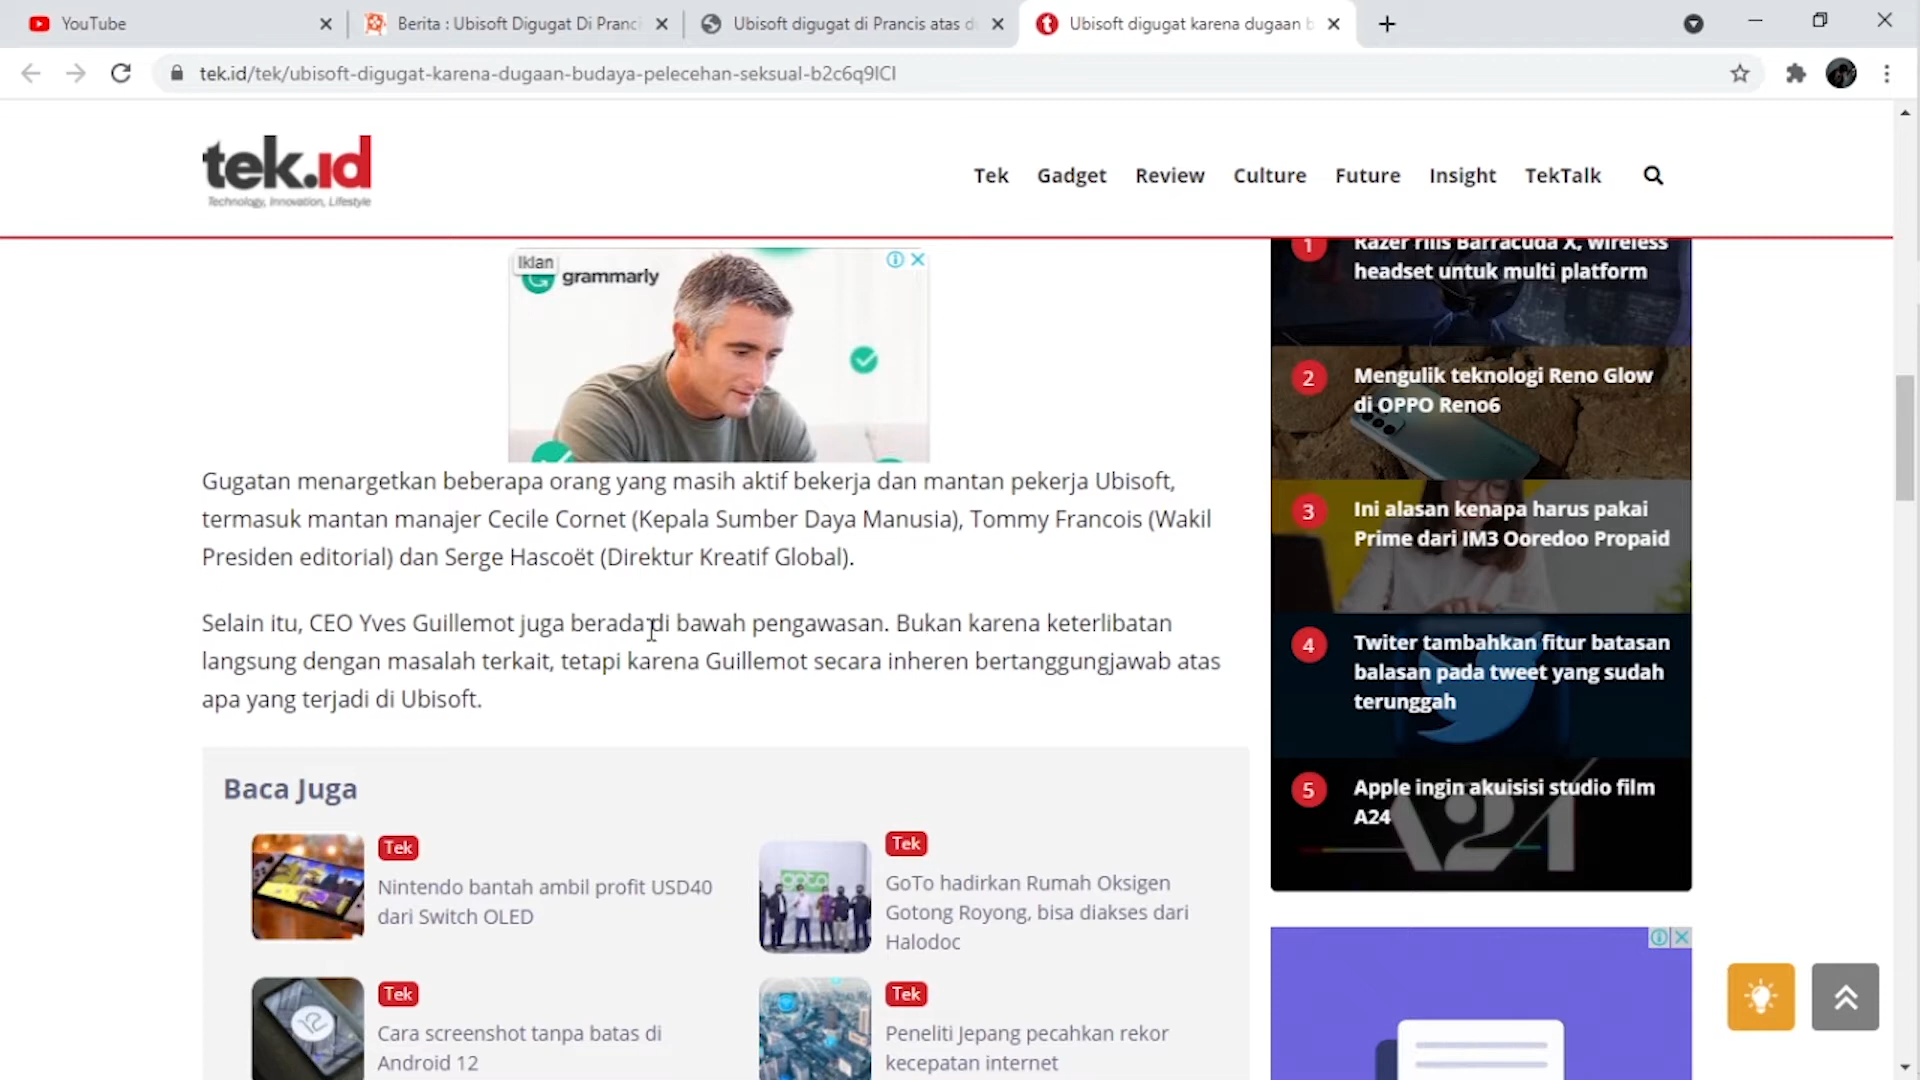 YouTube
Berita : Ubisoft Digugat Di Pranci
Ubisoft digugat di Prancis atas d
Ubisoft digugat karena dugaan b
tek.id/tek/ubisoft-digugat-karena-dugaan-budaya-pelecehan-seksual-b2c6q9ICI
tek.id
Technology, Innovation, Lifestyle
Tek Gadget Review Culture Future Insight TekTalk
Iklan
grammarly
Gugatan menargetkan beberapa orang yang masih aktif bekerja dan mantan pekerja Ubisoft,
termasuk mantan manajer Cecile Cornet (Kepala Sumber Daya Manusia), Tommy Francois (Wakil
Presiden editorial) dan Serge Hascoët (Direktur Kreatif Global).
Selain itu, CEO Yves Guillemot juga berada di bawah pengawasan. Bukan karena keterlibatan
langsung dengan masalah terkait, tetapi karena Guillemot secara inheren bertanggungjawab atas
apa yang terjadi di Ubisoft.
Baca Juga
Tek
Nintendo bantah ambil profit USD40
dari Switch OLED
Tek
GoTo hadirkan Rumah Oksigen
Gotong Royong, bisa diakses dari
Halodoc
goto
Tek
Cara screenshot tanpa batas di
Android 12
12
Tek
Peneliti Jepang pecahkan rekor
kecepatan internet
1
Razer rilis Barracuda X, wireless
headset untuk multi platform
2
Mengulik teknologi Reno Glow
di OPPO Reno6
3
Ini alasan kenapa harus pakai
Prime dari IM3 Ooredoo Propaid
4
Twiter tambahkan fitur batasan
balasan pada tweet yang sudah
terunggah
5
Apple ingin akuisisi studio film
A24
A24